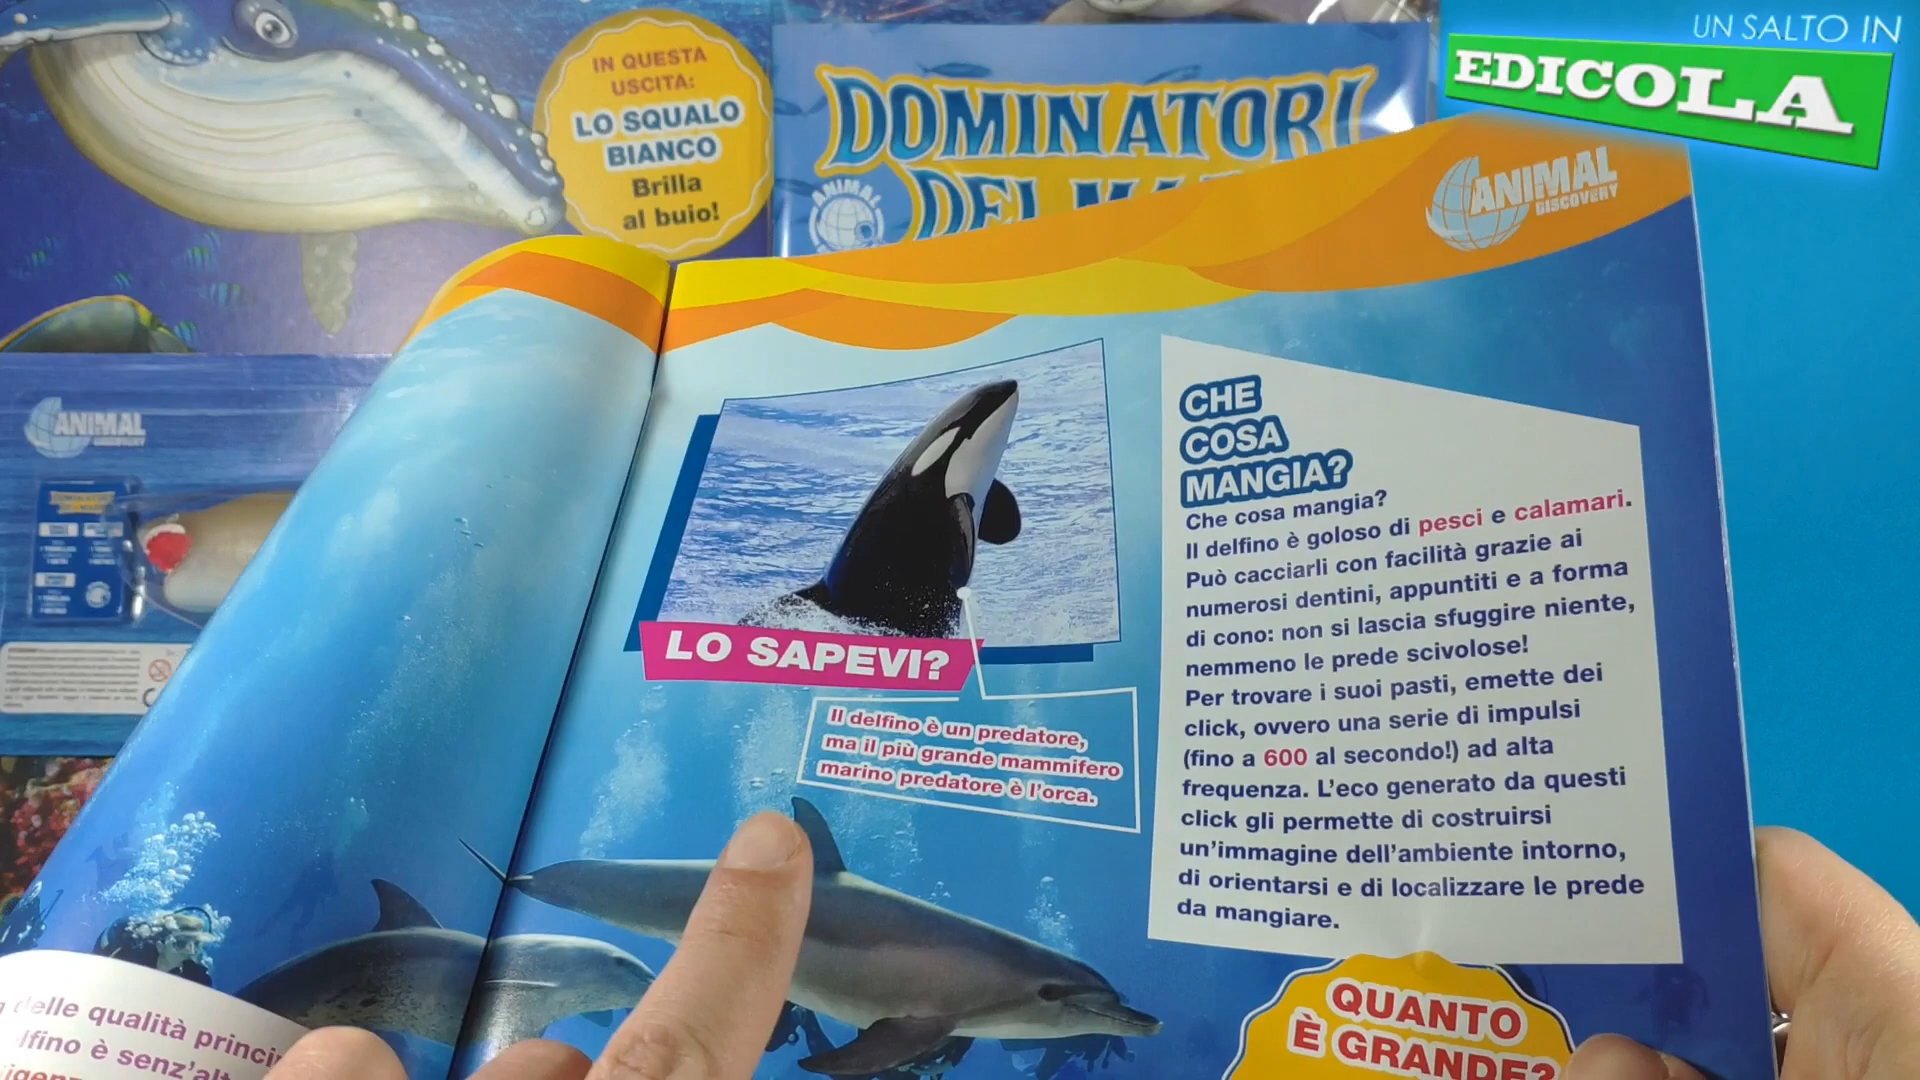 UN SALTO IN
EDICOLA
IN QUESTA
USCITA:
LO SQUALO
BIANCO
Brilla
al buio!
DOMINATORI
DEI
ANIMAL
ANIMAL
DISCOVERY
ANIMAL
DISCOVERY
LO SAPEVI?
Il delfino è un predatore,
ma il più grande mammifero
marino predatore è l'orca.
CHE
COSA
MANGIA?
Che cosa mangia?
Il delfino è goloso di pesci e calamari.
Può cacciarli con facilità grazie ai
numerosi dentini, appuntiti e a forma
di cono: non si lascia sfuggire niente,
nemmeno le prede scivolose!
Per trovare i suoi pasti, emette dei
click, ovvero una serie di impulsi
(fino a 600 al secondo!) ad alta
frequenza. L'eco generato da questi
click gli permette di costruirsi
un'immagine dell'ambiente intorno,
di orientarsi e di localizzare le prede
da mangiare.
QUANTO
È GRANDE?
delle qualità
è